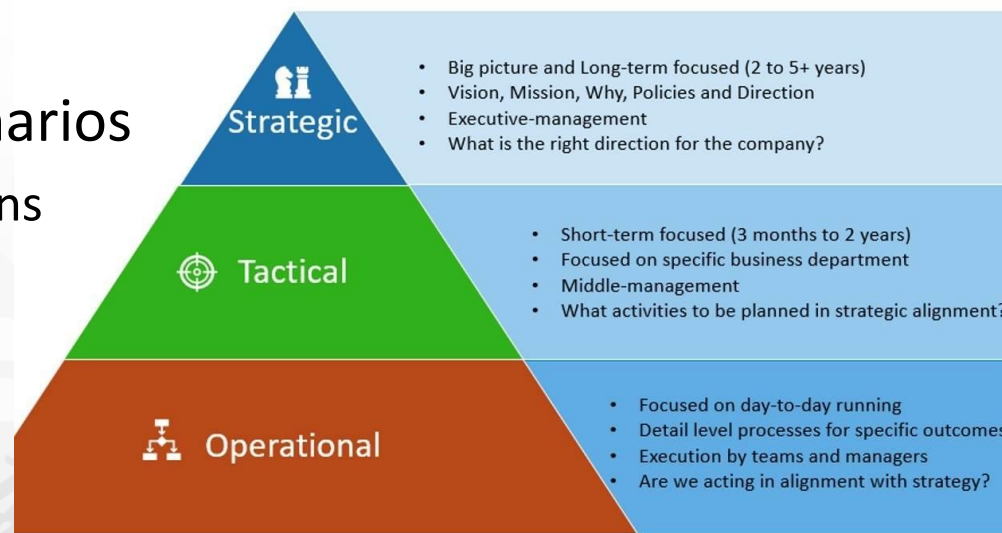 narios
ns
Strategic
• Big picture and Long-term focused (2 to 5+ years)
• Vision, Mission, Why, Policies and Direction
• Executive-management
• What is the right direction for the company?
Tactical
• Short-term focused (3 months to 2 years)
• Focused on specific business department
• Middle-management
• What activities to be planned in strategic alignment?
Operational
• Focused on day-to-day running
• Detail level processes for specific outcomes
• Execution by teams and managers
• Are we acting in alignment with strategy?